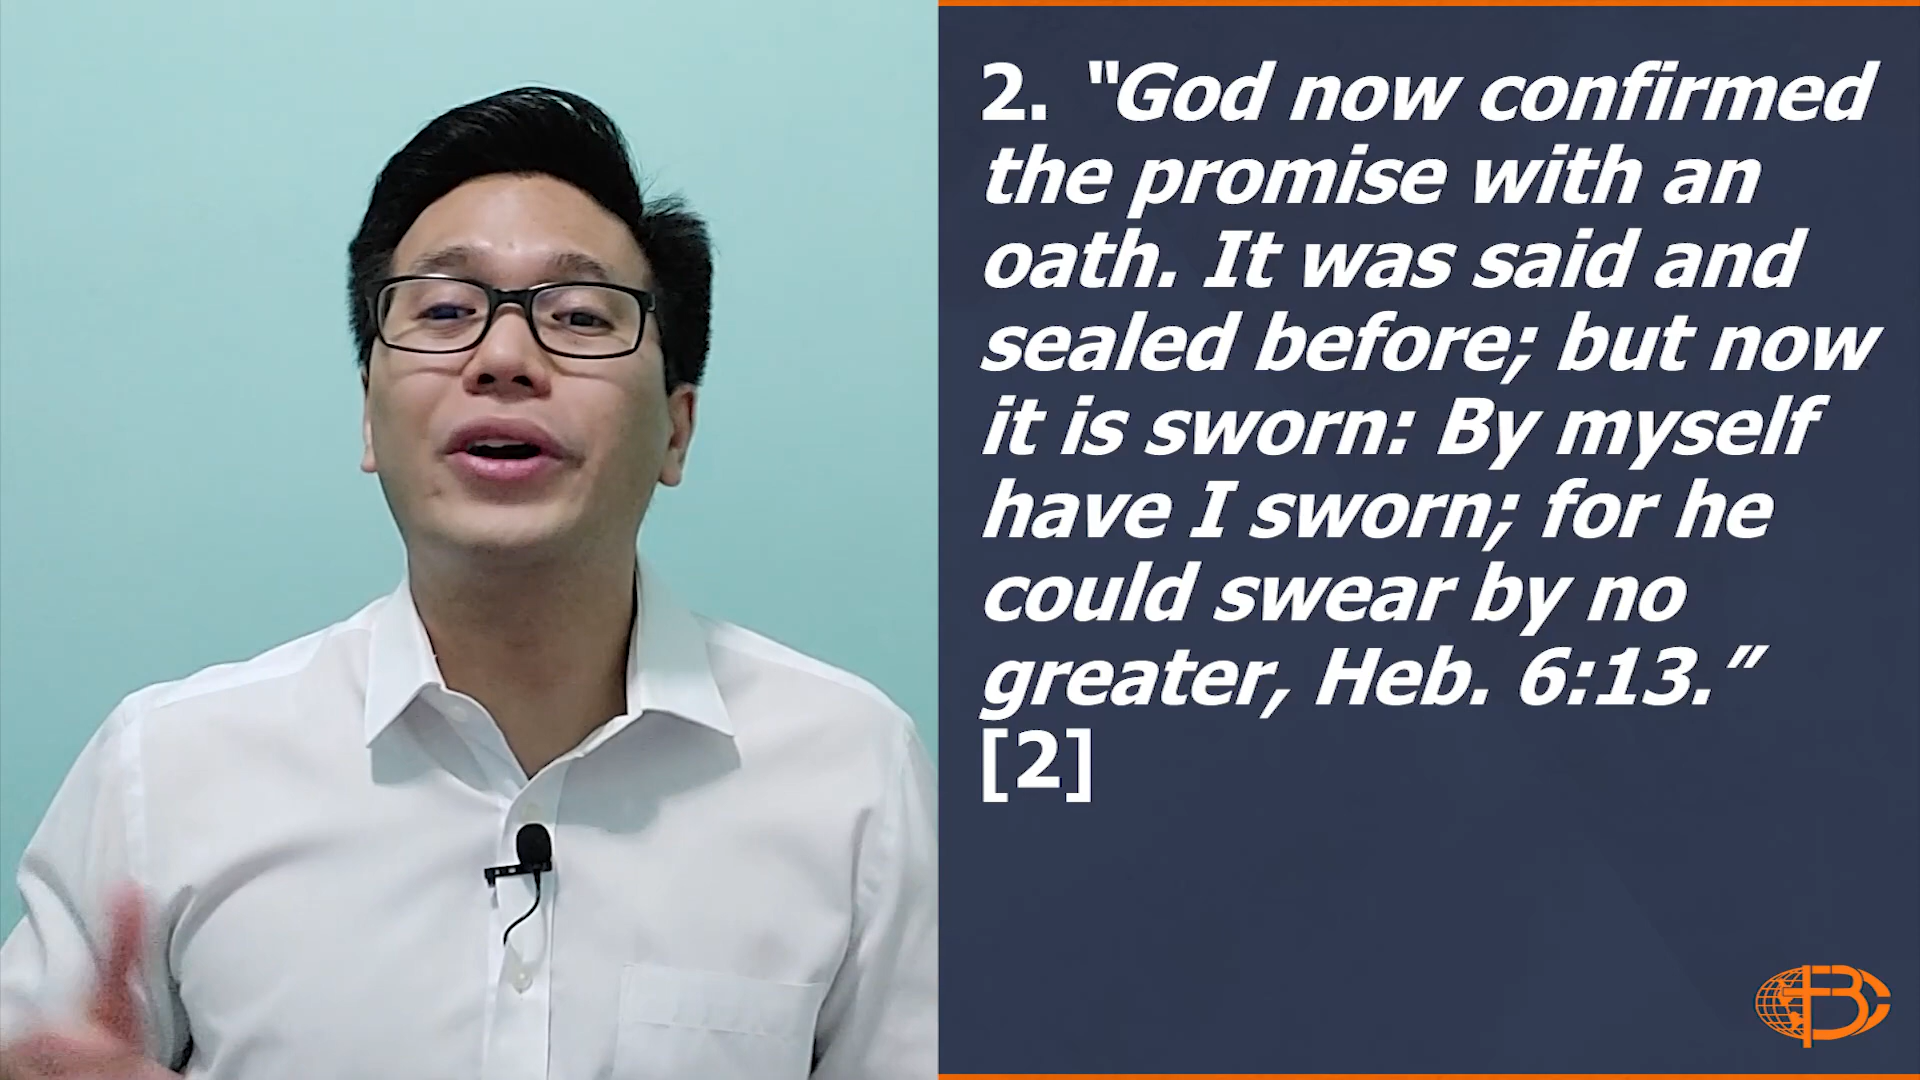 2. “God now confirmed
the promise with an
oath. It was said and
sealed before; but now
it is sworn: By myself
have I sworn; for he
could swear by no
greater, Heb. 6:13.”
[2]
BC